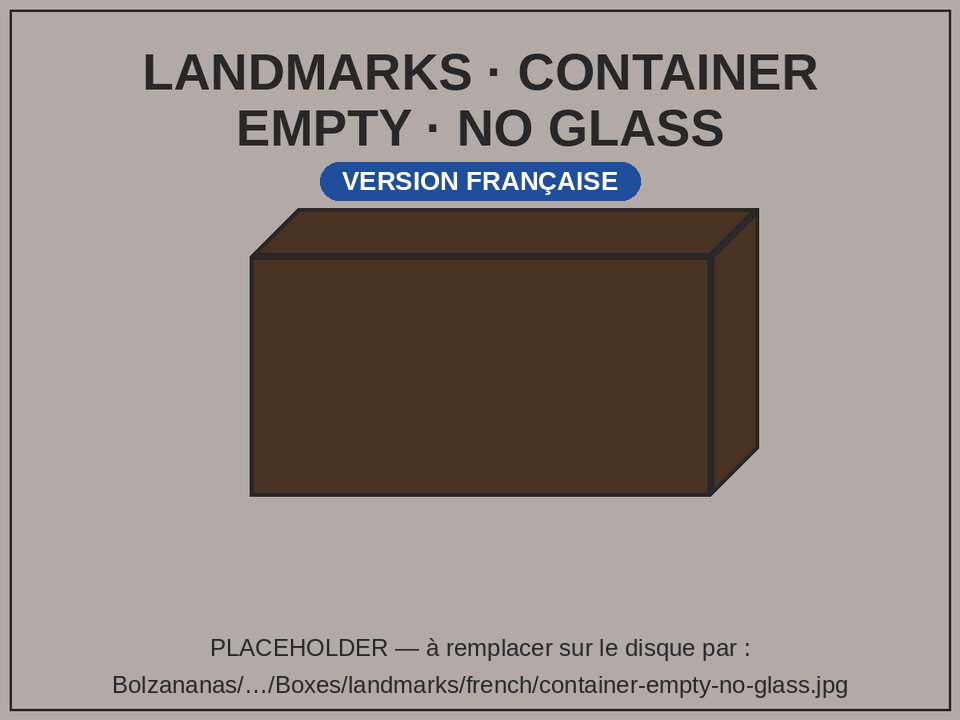 LANDMARKS · CONTAINER
EMPTY · NO GLASS
VERSION FRANÇAISE
PLACEHOLDER — à remplacer sur le disque par :
Bolzananas/…/Boxes/landmarks/french/container-empty-no-glass.jpg